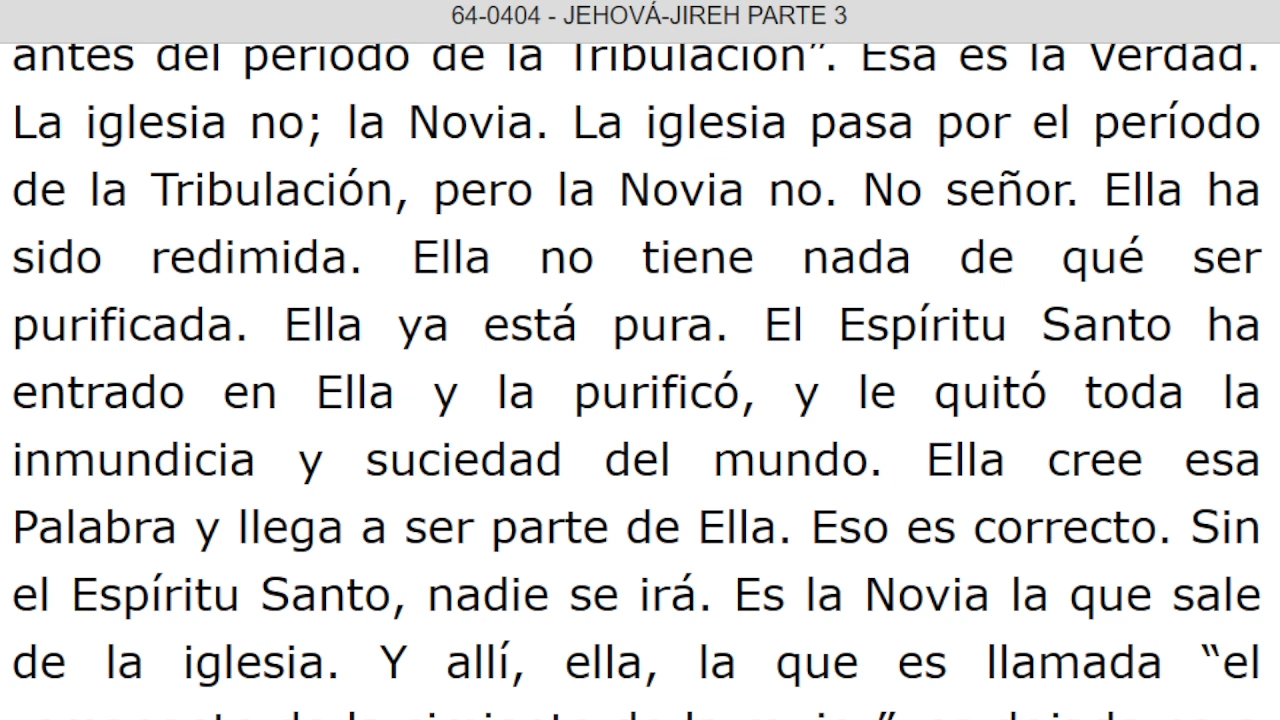 64-0404 - JEHOVÁ-JIREH PARTE 3
antes del período de la Tribulación”. Esa es la Verdad.
La iglesia no; la Novia. La iglesia pasa por el período
de la Tribulación, pero la Novia no. No señor. Ella ha
sido redimida. Ella no tiene nada de qué ser
purificada. Ella ya está pura. El Espíritu Santo ha
entrado en Ella y la purificó, y le quitó toda la
inmundicia y suciedad del mundo. Ella cree esa
Palabra y llega a ser parte de Ella. Eso es correcto. Sin
el Espíritu Santo, nadie se irá. Es la Novia la que sale
de la iglesia. Y allí, ella, la que es llamada “el